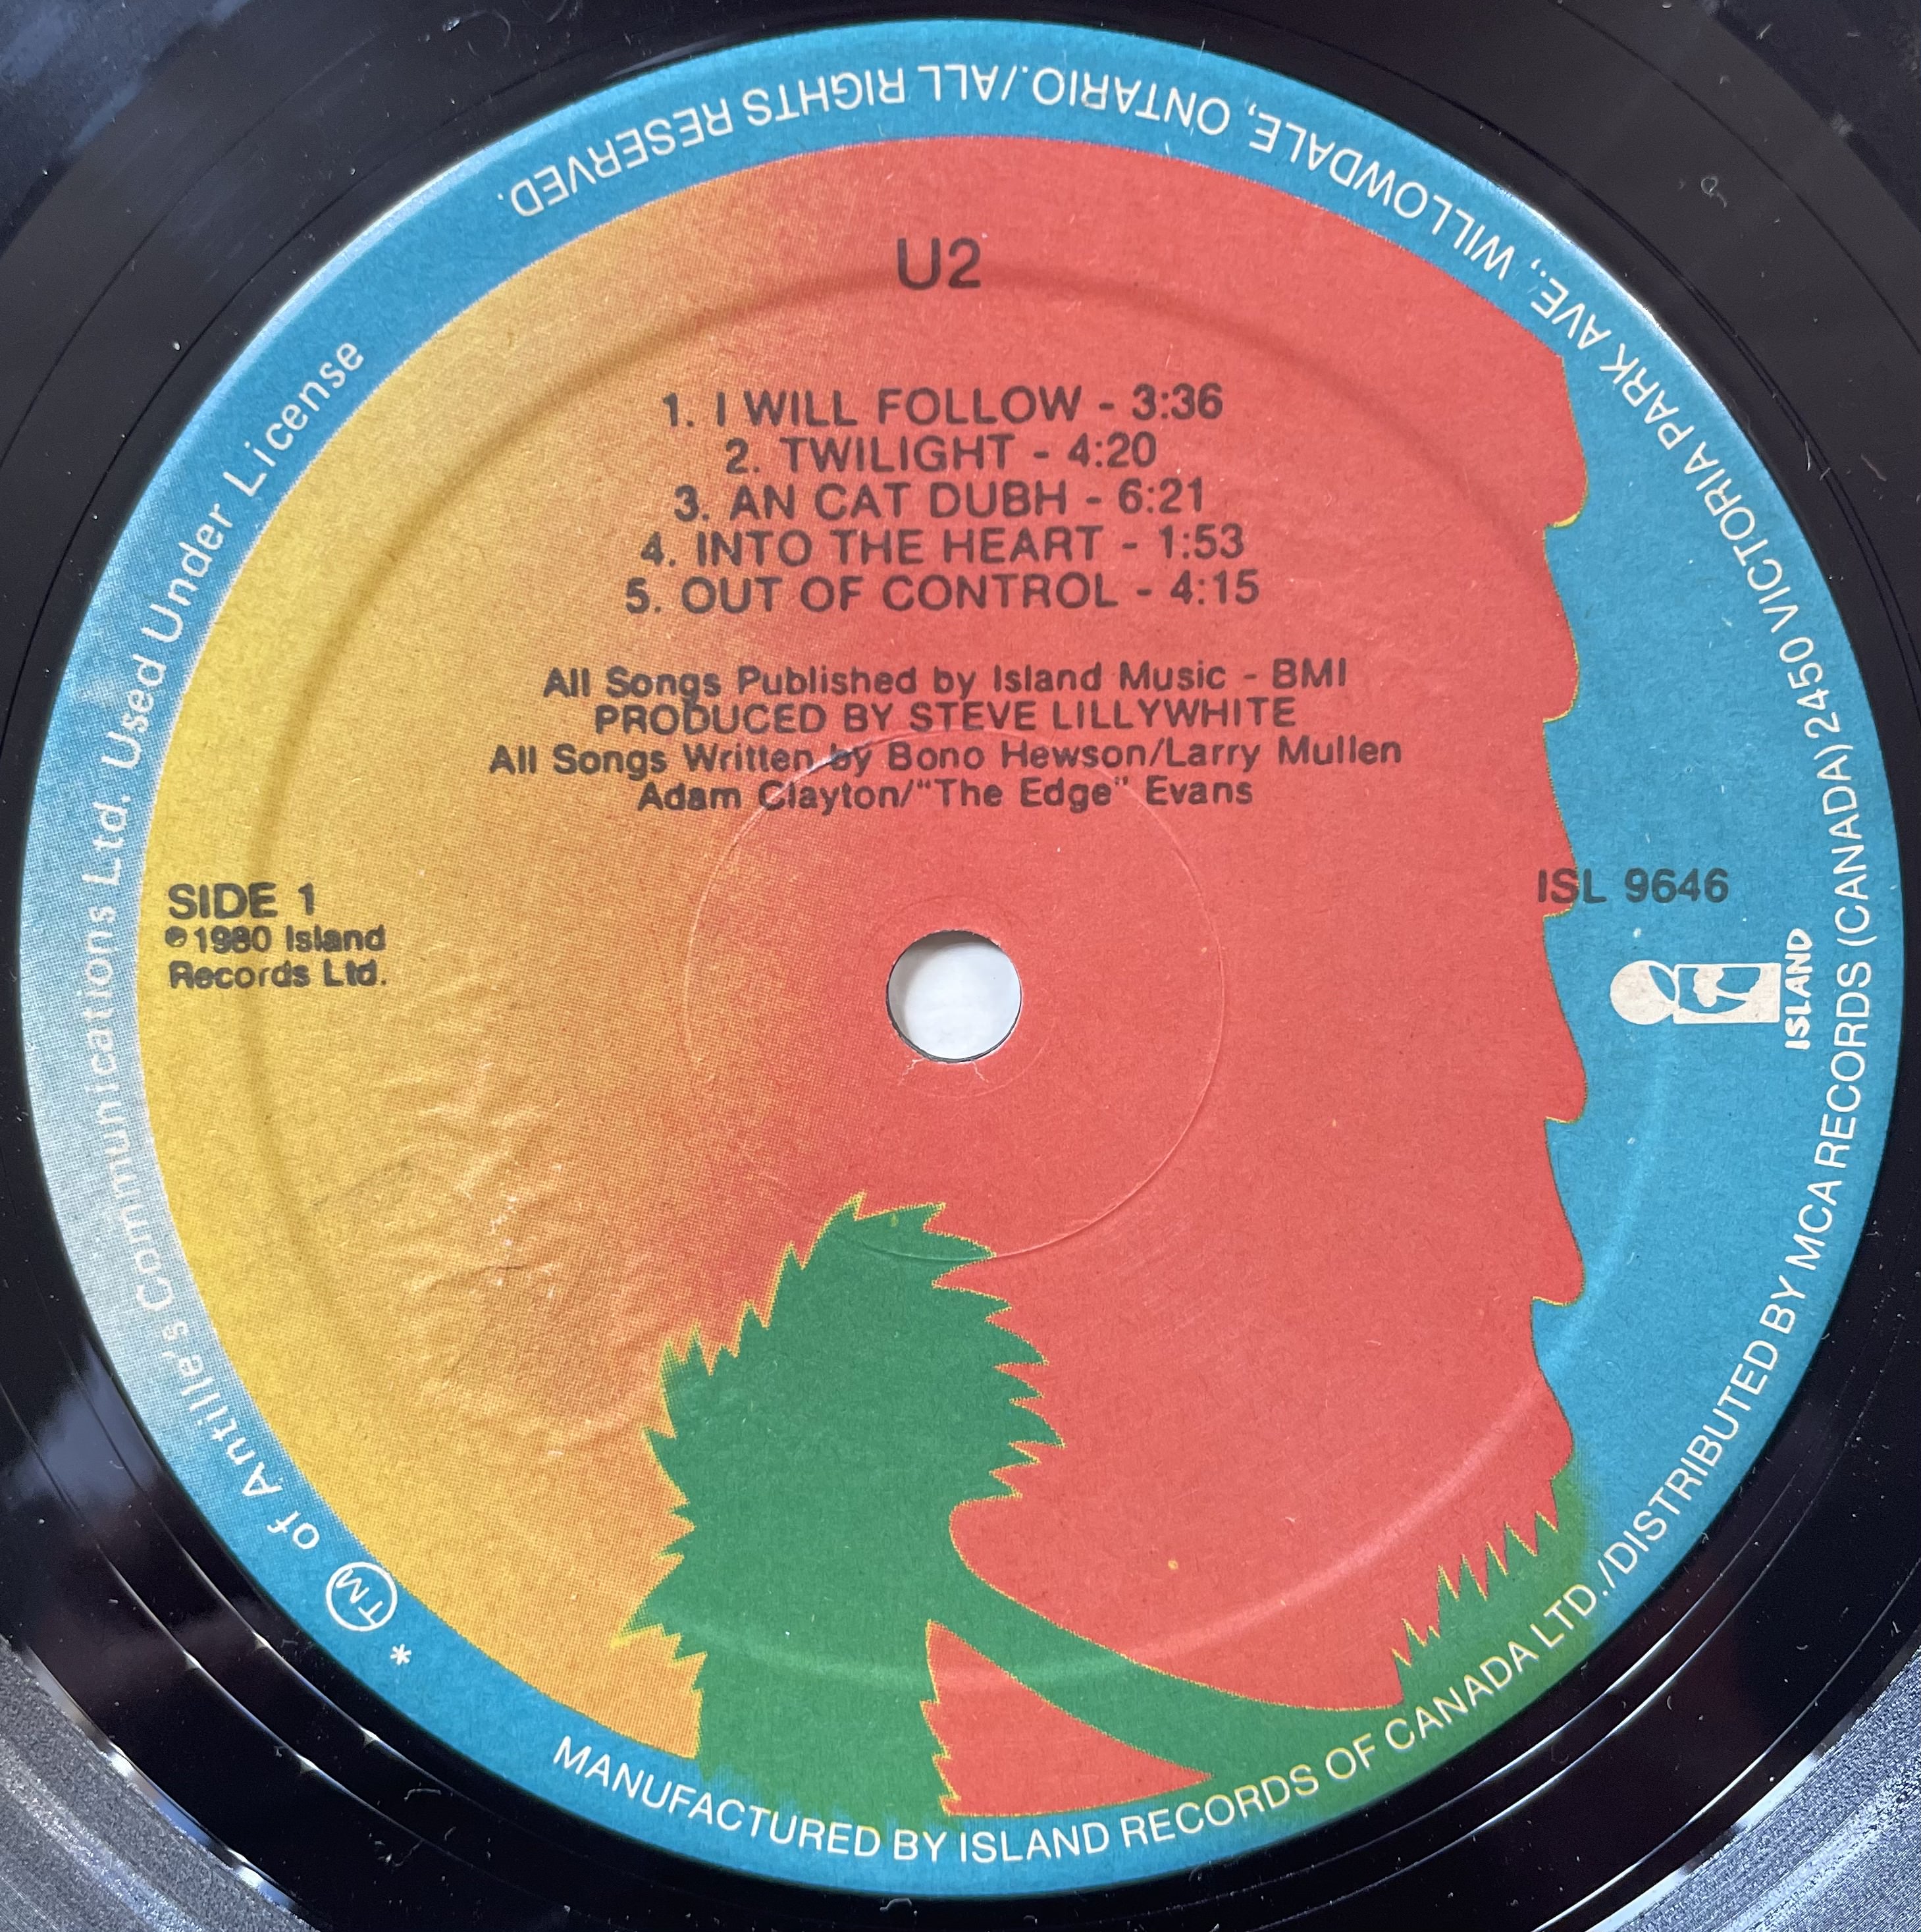 U2
1. I WILL FOLLOW - 3:36
2. TWILIGHT - 4:20
3. AN CAT DUBH - 6:21
4. INTO THE HEART - 1:53
5. OUT OF CONTROL - 4:15
All Songs Published by Island Music - BMI
PRODUCED BY STEVE LILLYWHITE
All Songs Written by Bono Hewson/Larry Mullen
Adam Clayton/"The Edge" Evans
SIDE 1
℗1980 Island
Records Ltd.
ISL 9646
ISLAND
MANUFACTURED BY ISLAND RECORDS OF CANADA LTD./DISTRIBUTED BY MCA RECORDS (CANADA) 2450 VICTORIA PARK AVE., WILLOWDALE, ONTARIO./ALL RIGHTS RESERVED.
* TM of Antille's Communications Ltd. Used Under License